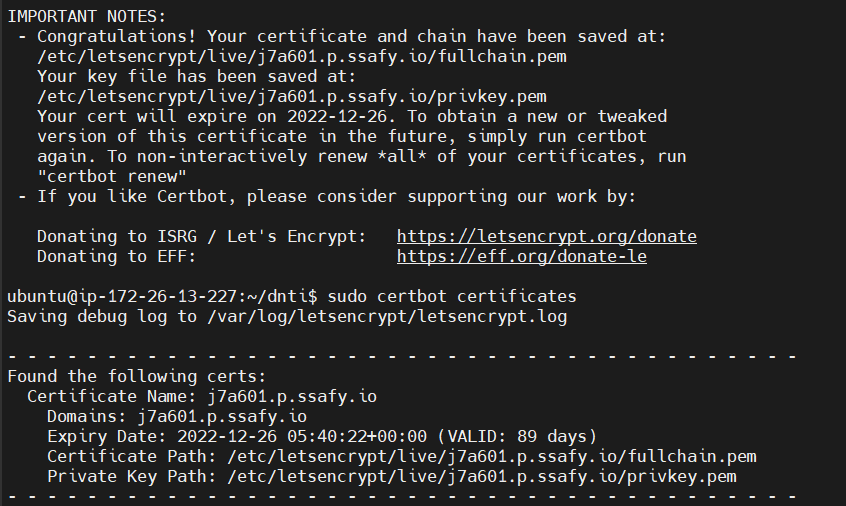 IMPORTANT NOTES:
- Congratulations! Your certificate and chain have been saved at:
/etc/letsencrypt/live/j7a601.p.ssafy.io/fullchain.pem
Your key file has been saved at:
/etc/letsencrypt/live/j7a601.p.ssafy.io/privkey.pem
Your cert will expire on 2022-12-26. To obtain a new or tweaked
version of this certificate in the future, simply run certbot
again. To non-interactively renew *all* of your certificates, run
"certbot renew"
- If you like Certbot, please consider supporting our work by:
Donating to ISRG / Let's Encrypt:   https://letsencrypt.org/donate
Donating to EFF:                    https://eff.org/donate-le
ubuntu@ip-172-26-13-227:~/dnti$ sudo certbot certificates
Saving debug log to /var/log/letsencrypt/letsencrypt.log
- - - - - - - - - - - - - - - - - - - - - - - - - - - - - - - - - - - - - - - -
Found the following certs:
Certificate Name: j7a601.p.ssafy.io
Domains: j7a601.p.ssafy.io
Expiry Date: 2022-12-26 05:40:22+00:00 (VALID: 89 days)
Certificate Path: /etc/letsencrypt/live/j7a601.p.ssafy.io/fullchain.pem
Private Key Path: /etc/letsencrypt/live/j7a601.p.ssafy.io/privkey.pem
- - - - - - - - - - - - - - - - - - - - - - - - - - - - - - - - - - - - - - - -